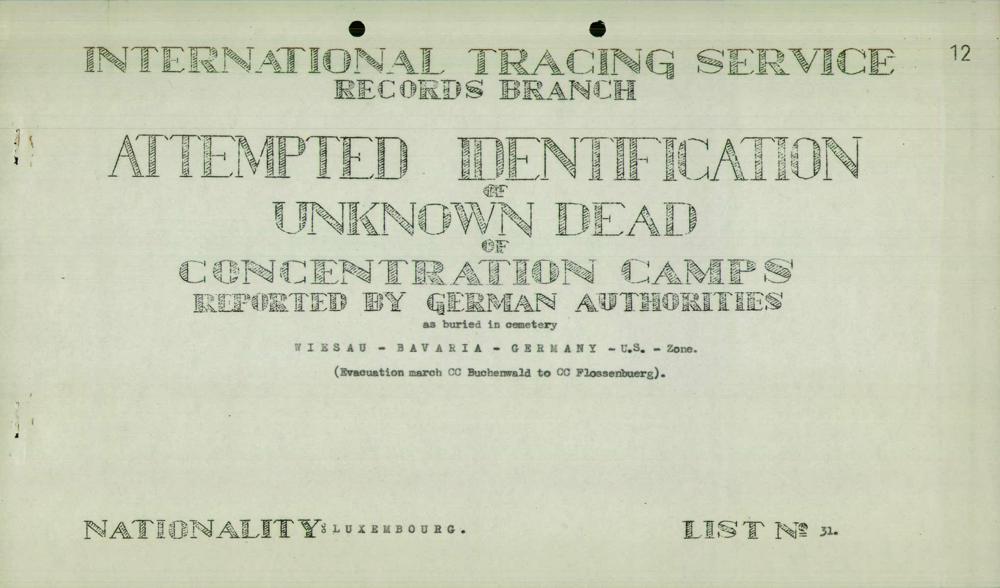 INTERNATIONAL TRACING SERVICE 12
RECORDS BRANCH
ATTEMPTED IDENTIFICATION
OF
UNKNOWN DEAD
OF
CONCENTRATION CAMPS
REPORTED BY GERMAN AUTHORITIES
as buried in cemetery
WIESAU - BAVARIA - GERMANY - U.S. - Zone.
(Evacuation march CC Buchenwald to CC Flossenbuerg).
NATIONALITY: LUXEMBOURG. LIST Nº 31.